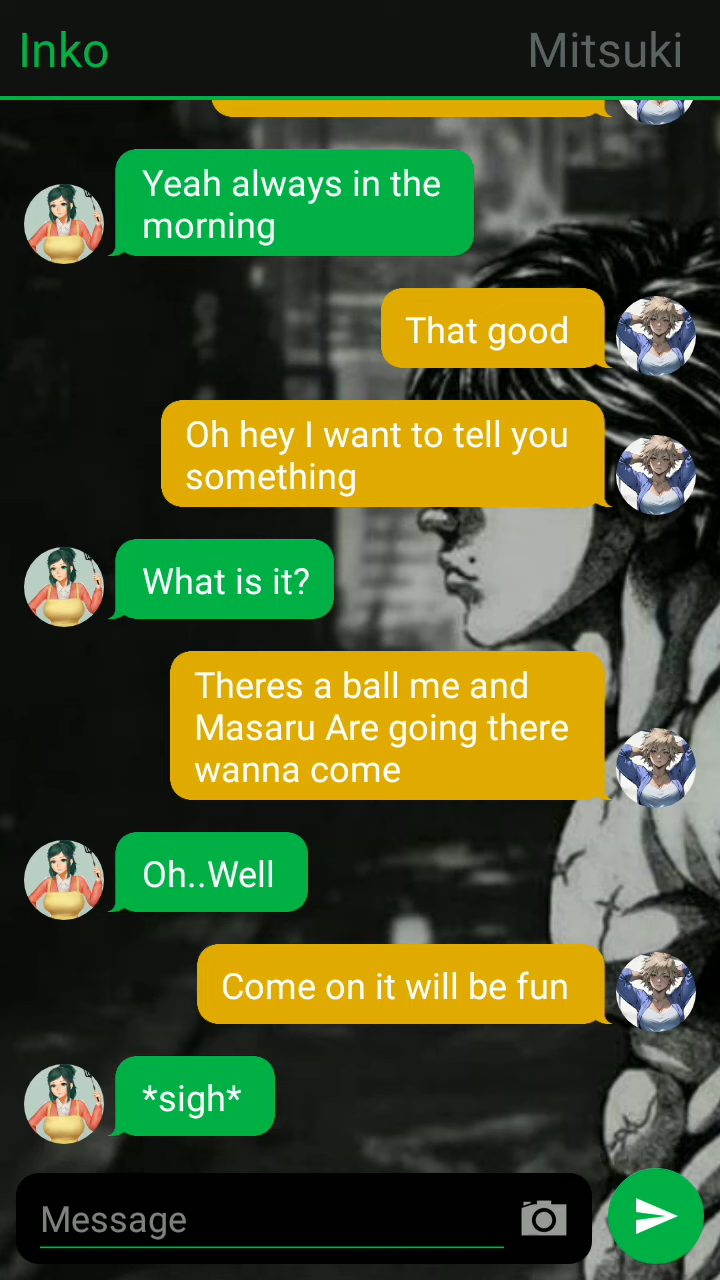 Inko
Mitsuki
Yeah always in the
morning
That good
Oh hey I want to tell you
something
What is it?
Theres a ball me and
Masaru Are going there
wanna come
Oh..Well
Come on it will be fun
*sigh*
Message